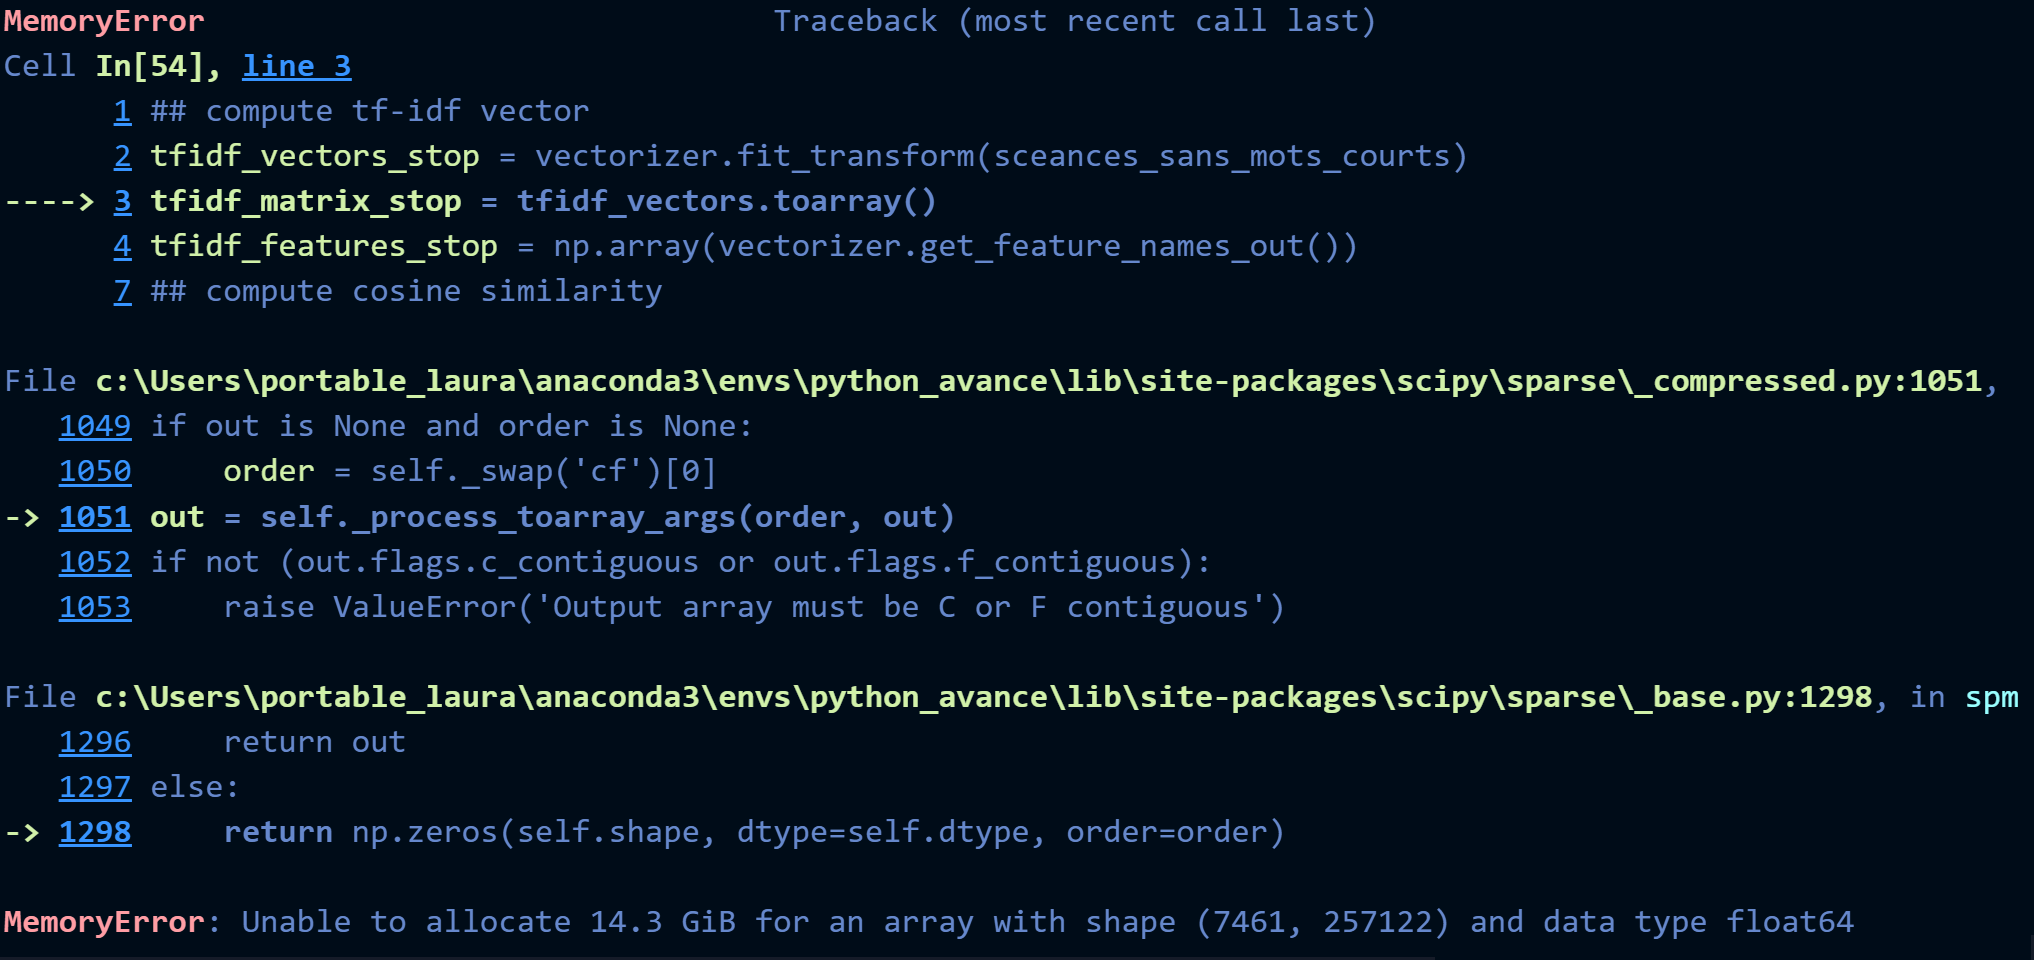 MemoryError                               Traceback (most recent call last)
Cell In[54], line 3
      1 ## compute tf-idf vector
      2 tfidf_vectors_stop = vectorizer.fit_transform(sceances_sans_mots_courts)
----> 3 tfidf_matrix_stop = tfidf_vectors.toarray()
      4 tfidf_features_stop = np.array(vectorizer.get_feature_names_out())
      7 ## compute cosine similarity
File c:\Users\portable_laura\anaconda3\envs\python_avance\lib\site-packages\scipy\sparse\_compressed.py:1051,
   1049 if out is None and order is None:
   1050     order = self._swap('cf')[0]
-> 1051 out = self._process_toarray_args(order, out)
   1052 if not (out.flags.c_contiguous or out.flags.f_contiguous):
   1053     raise ValueError('Output array must be C or F contiguous')
File c:\Users\portable_laura\anaconda3\envs\python_avance\lib\site-packages\scipy\sparse\_base.py:1298, in spm
   1296     return out
   1297 else:
-> 1298     return np.zeros(self.shape, dtype=self.dtype, order=order)
MemoryError: Unable to allocate 14.3 GiB for an array with shape (7461, 257122) and data type float64